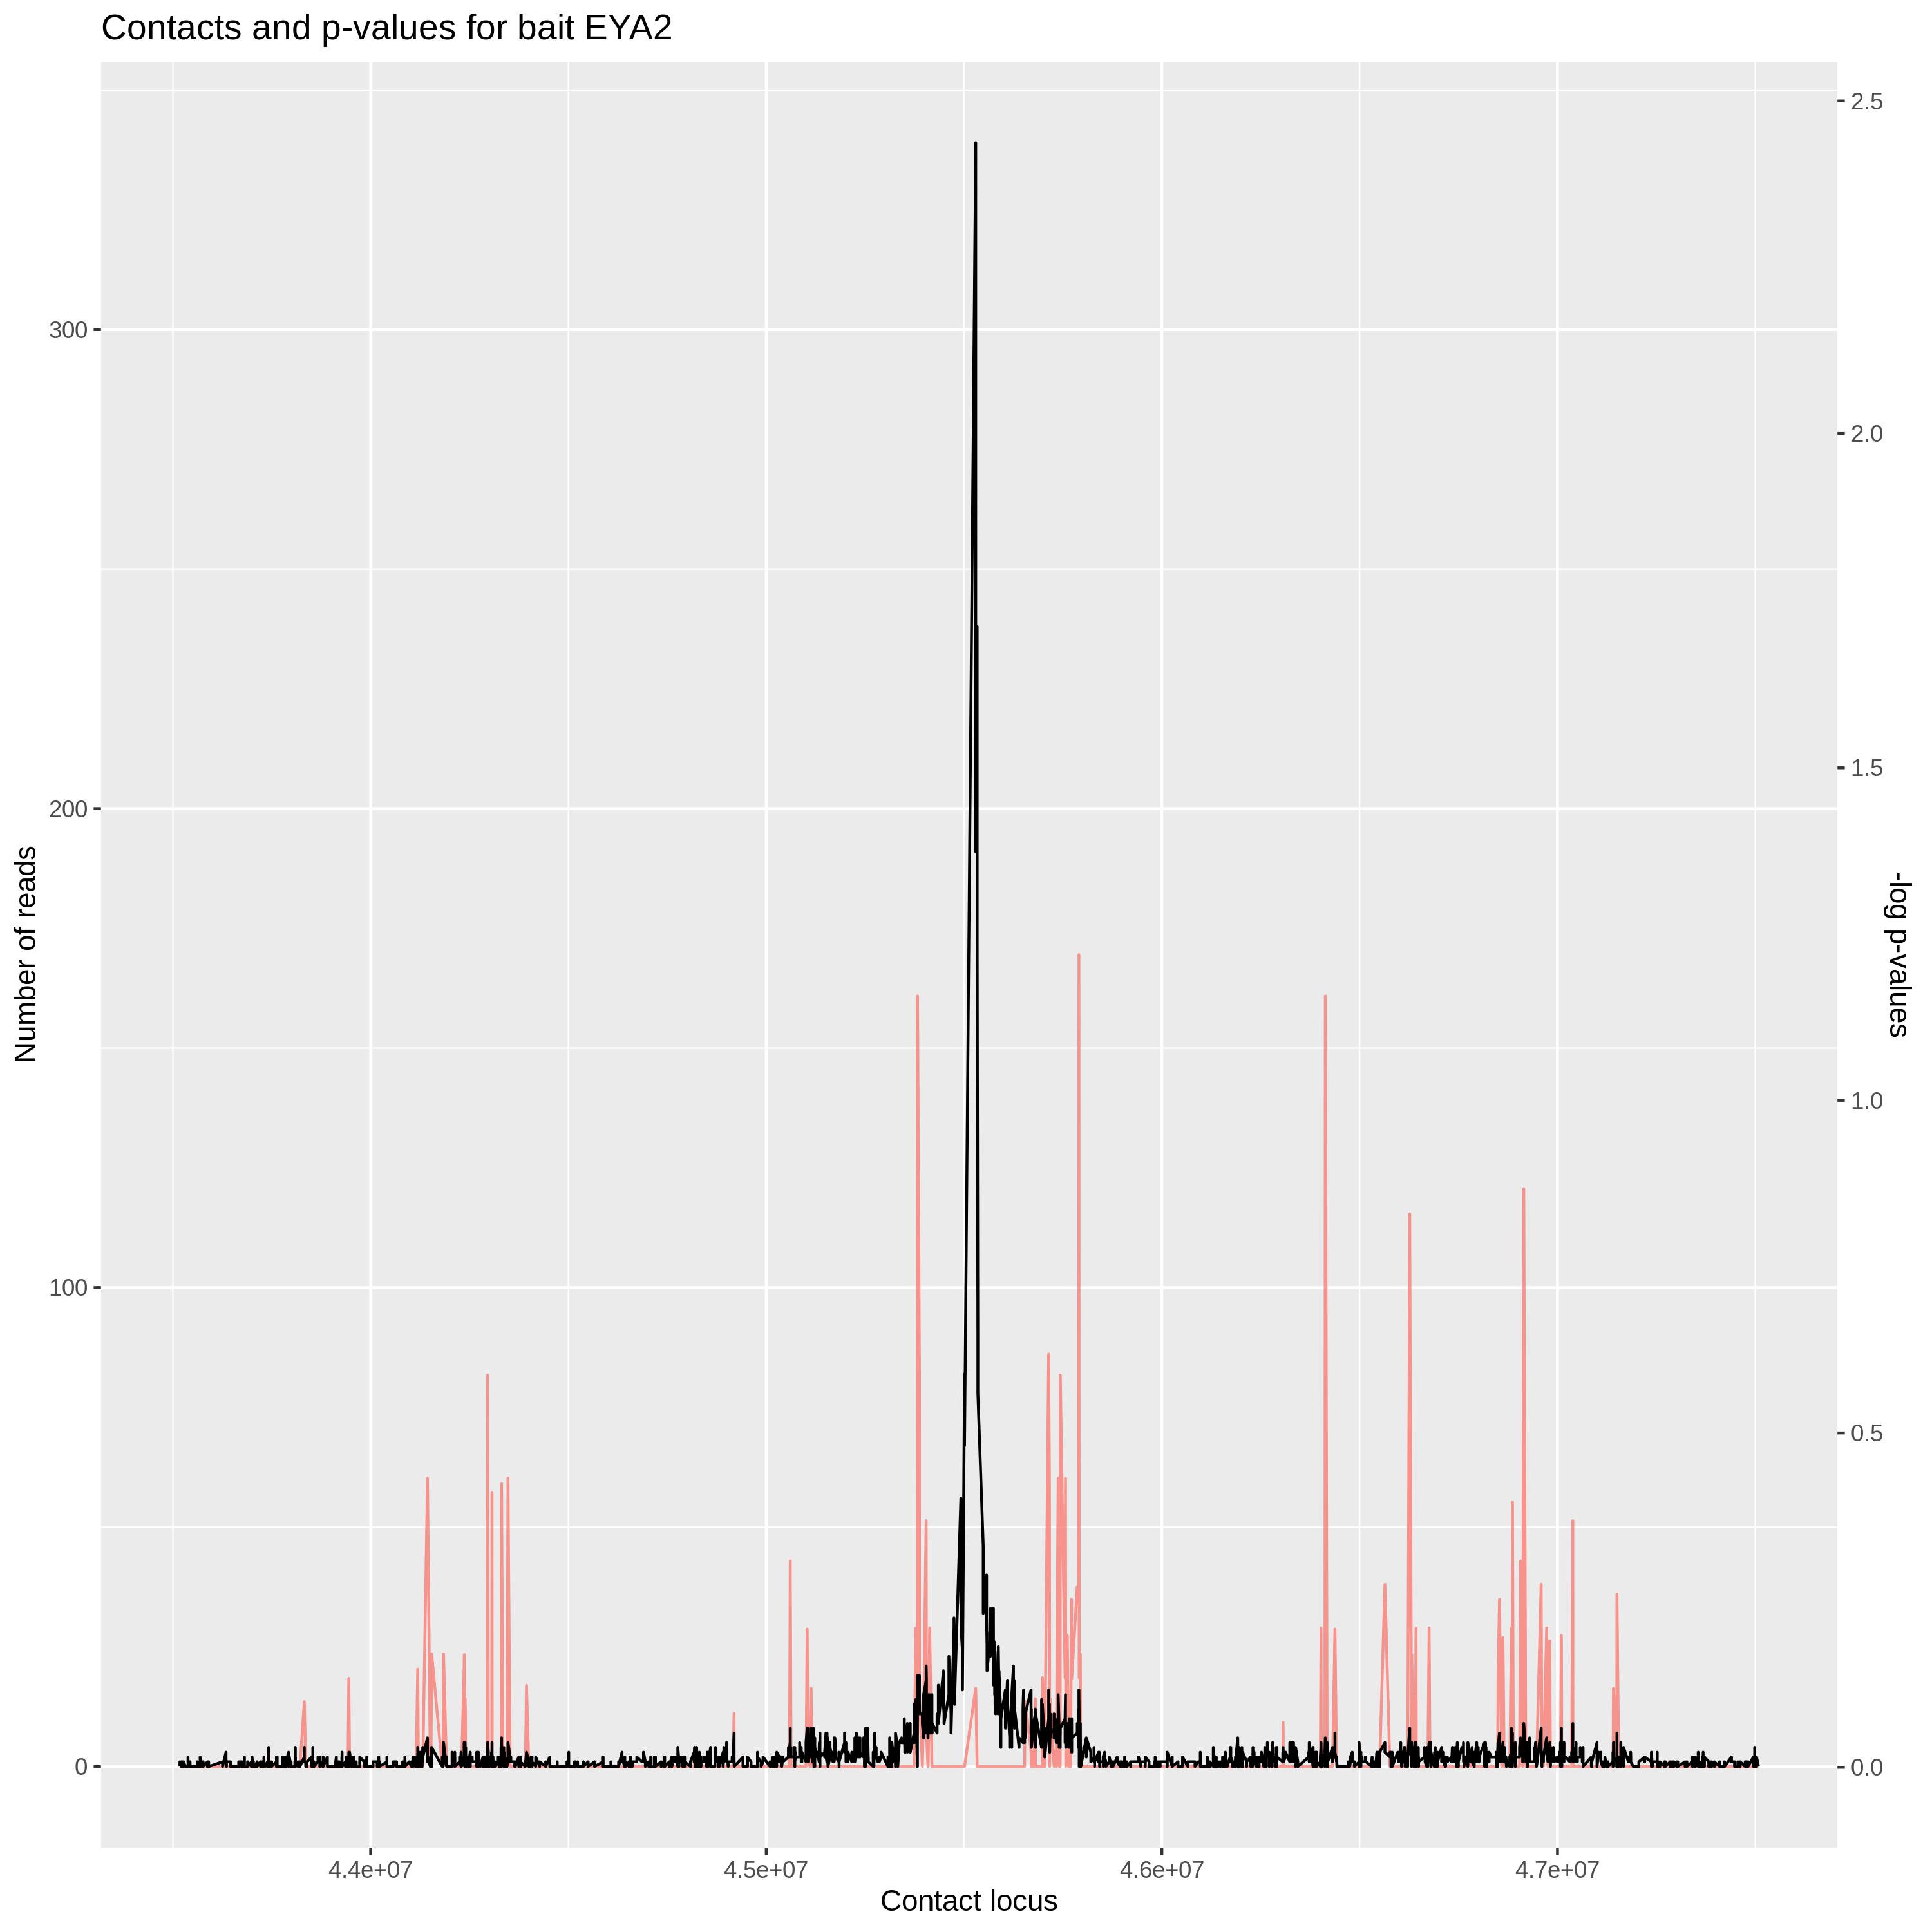 Contacts and p-values for bait EYA2
Number of reads
300
200
100
0
2.5
2.0
1.5
1.0
0.5
0.0
-log p-values
4.4e+07
4.5e+07
4.6e+07
4.7e+07
Contact locus